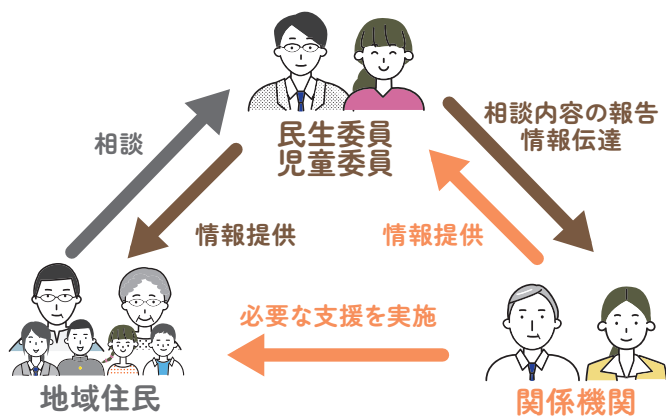 民生委員
児童委員
相談
相談内容の報告
情報伝達
情報提供
情報提供
必要な支援を実施
地域住民
関係機関